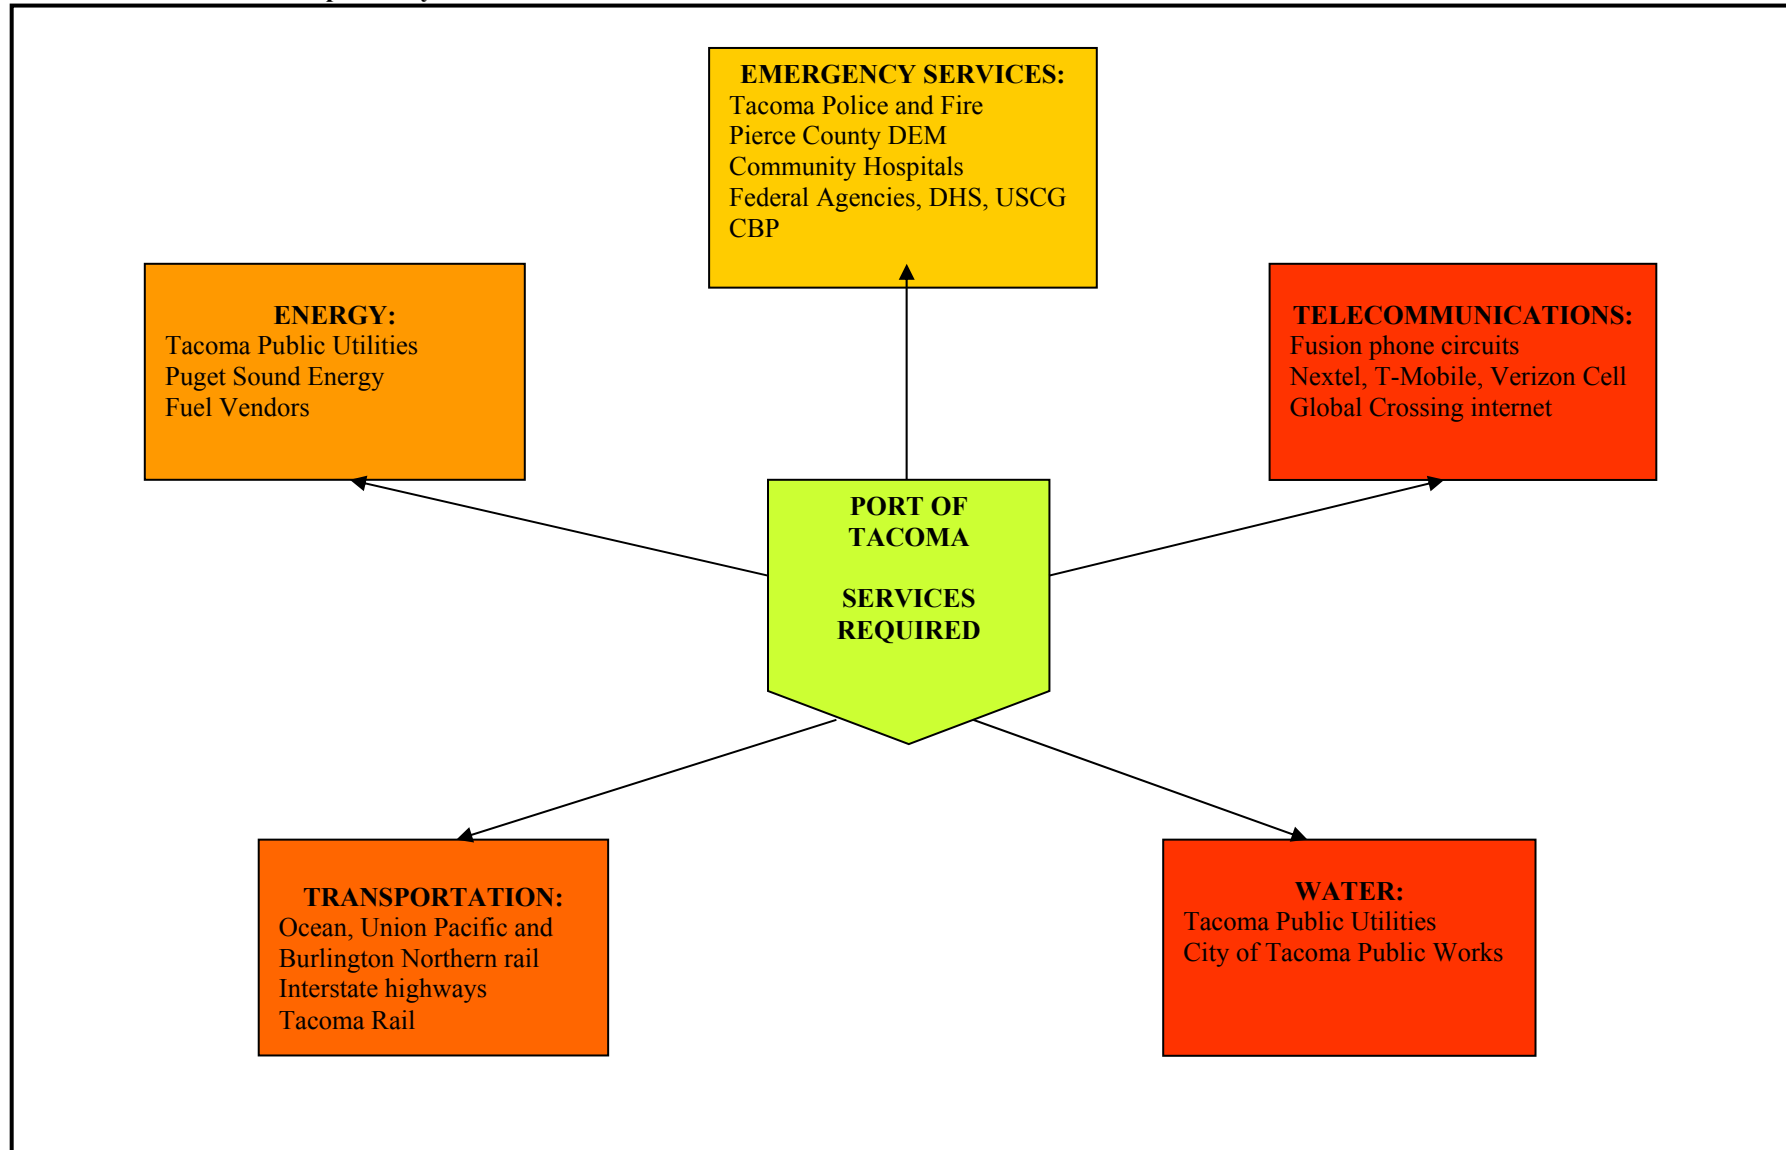 EMERGENCY SERVICES:
Tacoma Police and Fire
Pierce County DEM
Community Hospitals
Federal Agencies, DHS, USCG
CBP
ENERGY:
Tacoma Public Utilities
Puget Sound Energy
Fuel Vendors
TELECOMMUNICATIONS:
Fusion phone circuits
Nextel, T-Mobile, Verizon Cell
Global Crossing internet
PORT OF
TACOMA
SERVICES
REQUIRED
TRANSPORTATION:
Ocean, Union Pacific and
Burlington Northern rail
Interstate highways
Tacoma Rail
WATER:
Tacoma Public Utilities
City of Tacoma Public Works